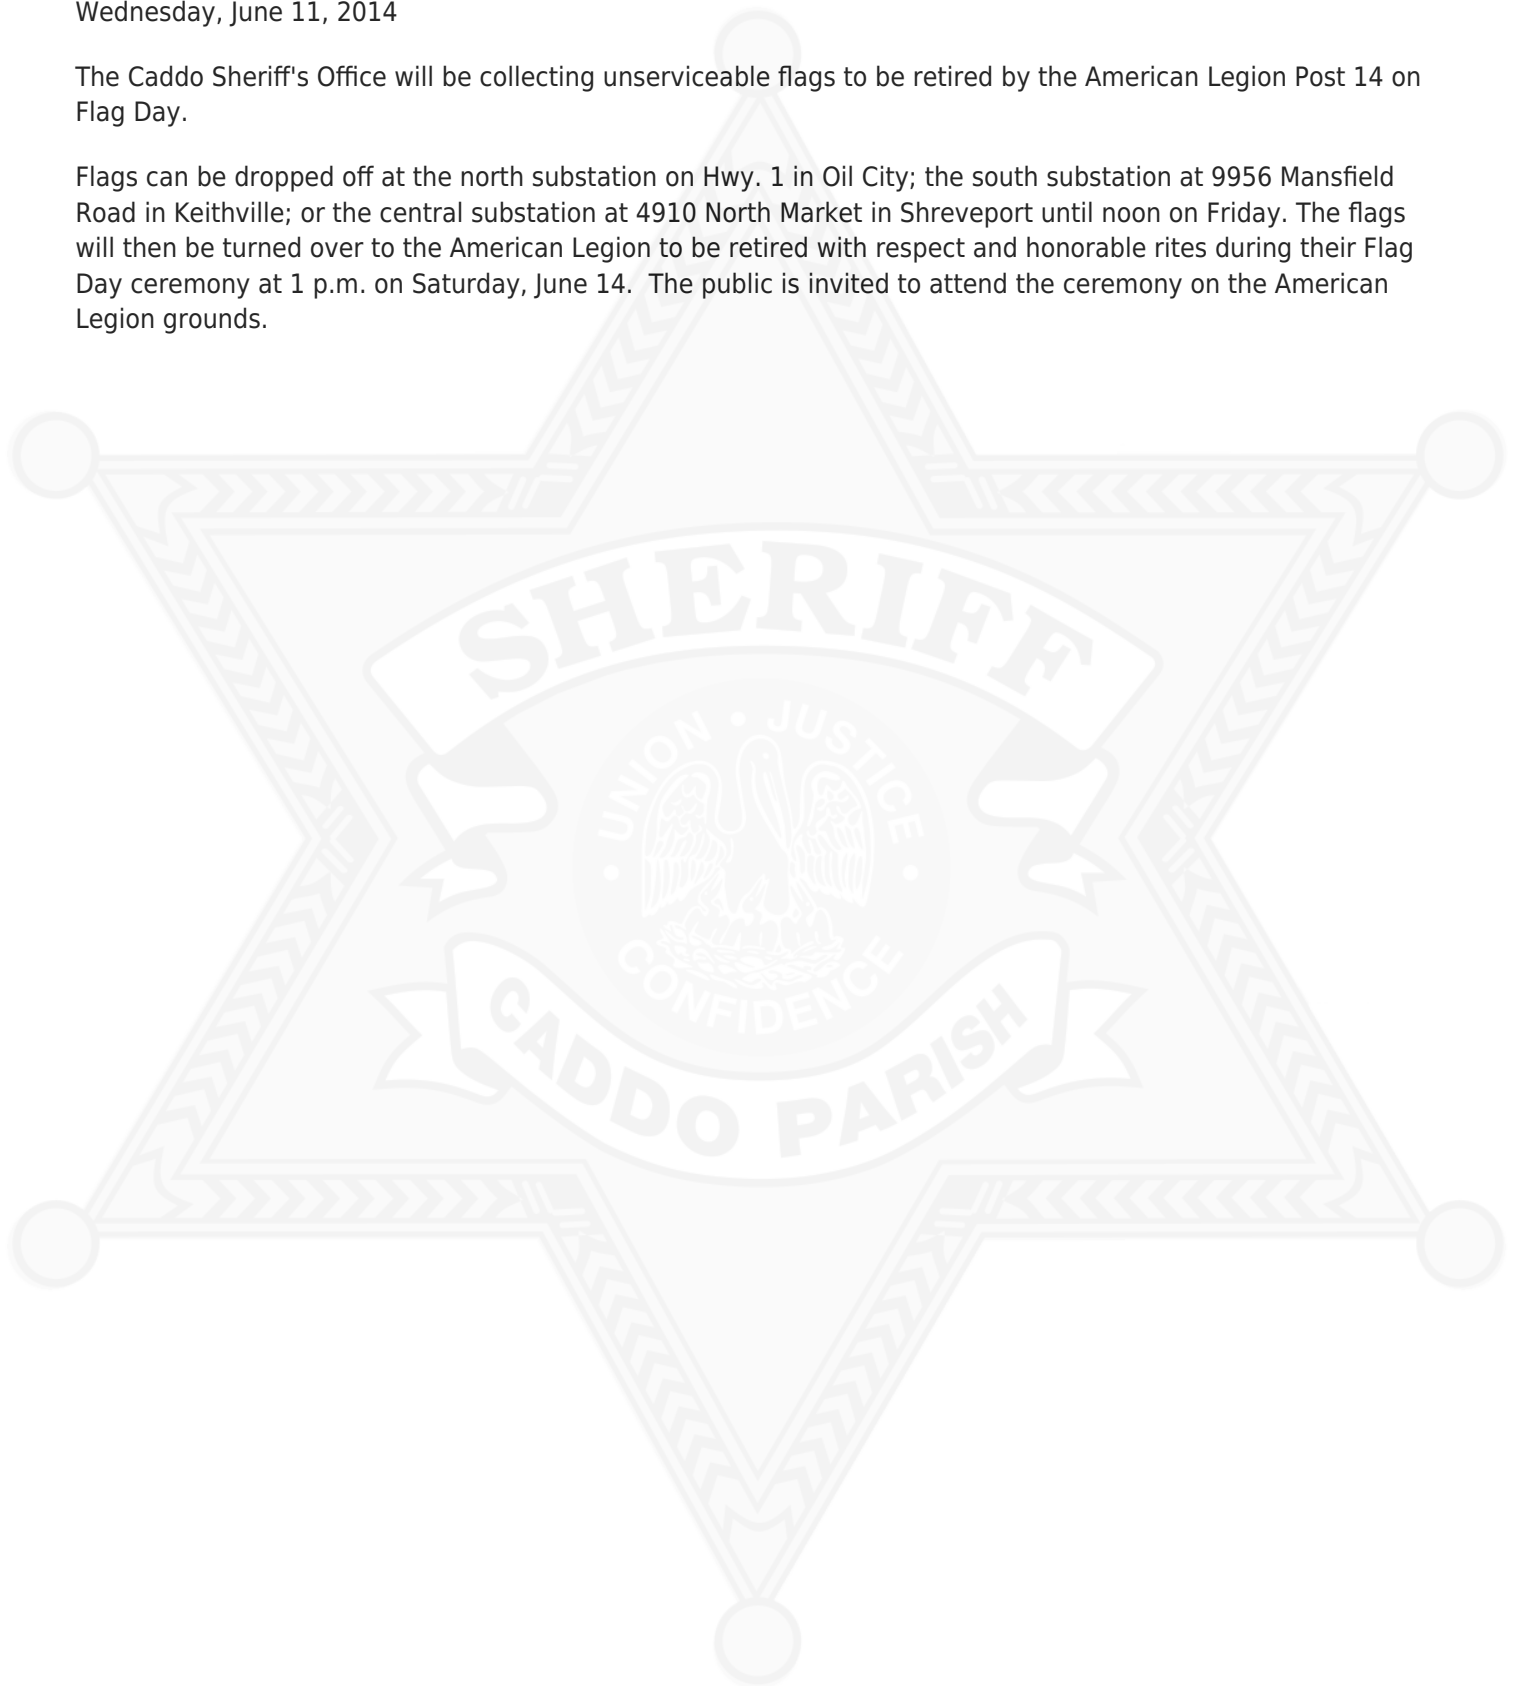 Wednesday, June 11, 2014
The Caddo Sheriff's Office will be collecting unserviceable flags to be retired by the American Legion Post 14 on
Flag Day.
Flags can be dropped off at the north substation on Hwy. 1 in Oil City; the south substation at 9956 Mansfield
Road in Keithville; or the central substation at 4910 North Market in Shreveport until noon on Friday. The flags
will then be turned over to the American Legion to be retired with respect and honorable rites during their Flag
Day ceremony at 1 p.m. on Saturday, June 14.  The public is invited to attend the ceremony on the American
Legion grounds.
SHERIFF
UNION • JUSTICE
• CONFIDENCE •
CADDO PARISH